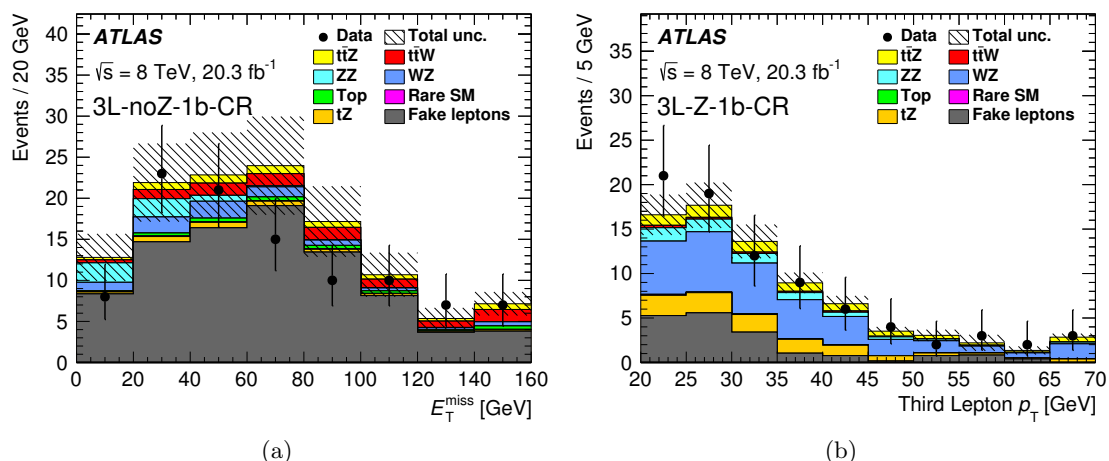 Events / 20 GeV
40
35
30
25
20
15
10
5
0
ATLAS
√s = 8 TeV, 20.3 fb⁻¹
3L-noZ-1b-CR
Data
Total unc.
tt̄Z
tt̄W
ZZ
WZ
Top
Rare SM
tZ
Fake leptons
0 20 40 60 80 100 120 140 160
E_T^miss [GeV]
(a)
Events / 5 GeV
35
30
25
20
15
10
5
0
ATLAS
√s = 8 TeV, 20.3 fb⁻¹
3L-Z-1b-CR
Data
Total unc.
tt̄Z
tt̄W
ZZ
WZ
Top
Rare SM
tZ
Fake leptons
20 25 30 35 40 45 50 55 60 65 70
Third Lepton p_T [GeV]
(b)